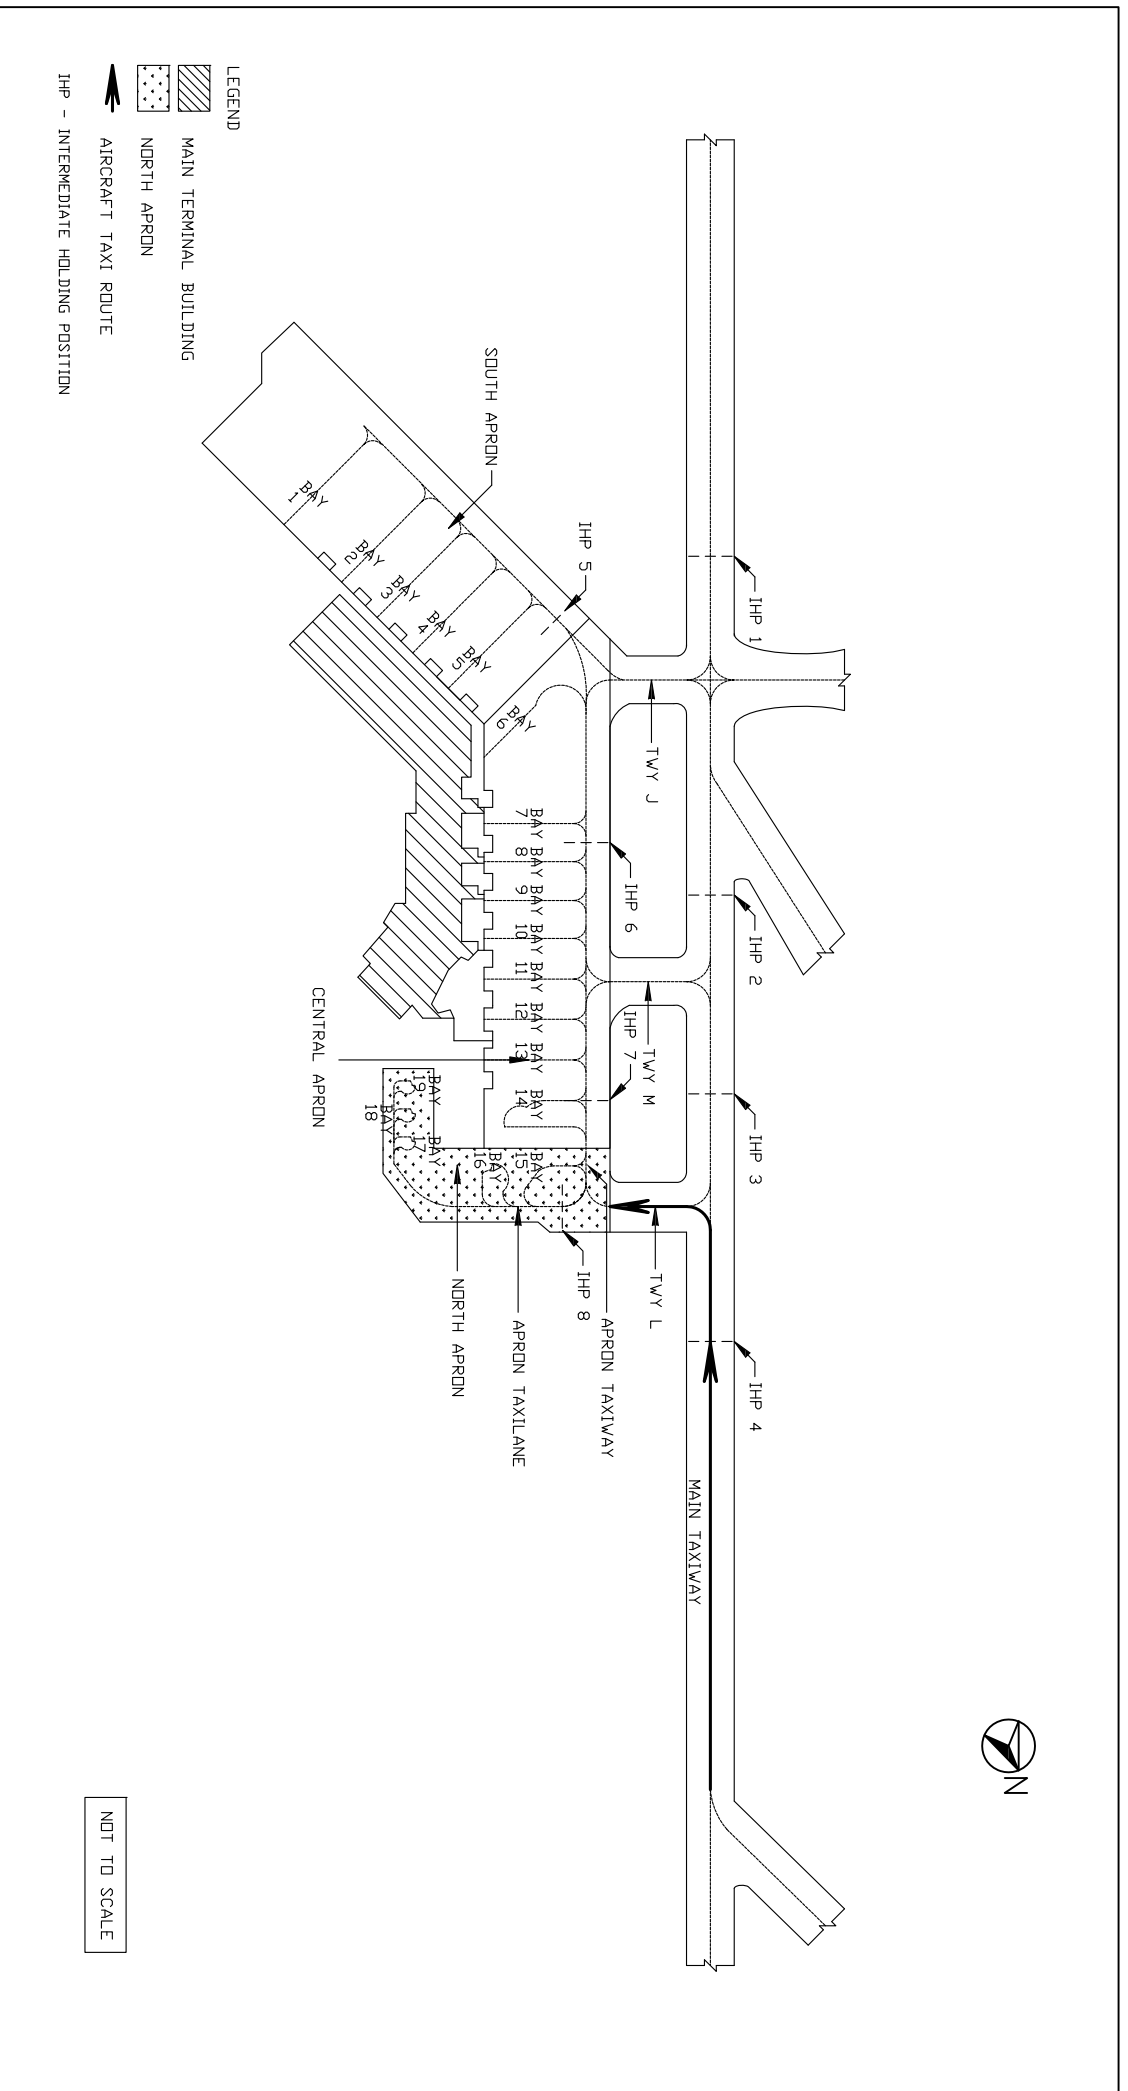 IHP 1
IHP 2
IHP 3
IHP 4
MAIN TAXIWAY
N
TWY J
TWY M
TWY L
IHP 5
IHP 6
IHP 7
IHP 8
APRON TAXIWAY
APRON TAXILANE
NORTH APRON
SOUTH APRON
CENTRAL APRON
BAY
1
BAY
2
BAY
3
BAY
4
BAY
5
BAY
6
BAY
7
BAY
8
BAY
9
BAY
10
BAY
11
BAY
12
BAY
13
BAY
14
BAY
15
BAY
16
BAY
17
BAY
18
BAY
19
LEGEND
MAIN TERMINAL BUILDING
NORTH APRON
AIRCRAFT TAXI ROUTE
IHP - INTERMEDIATE HOLDING POSITION
NOT TO SCALE